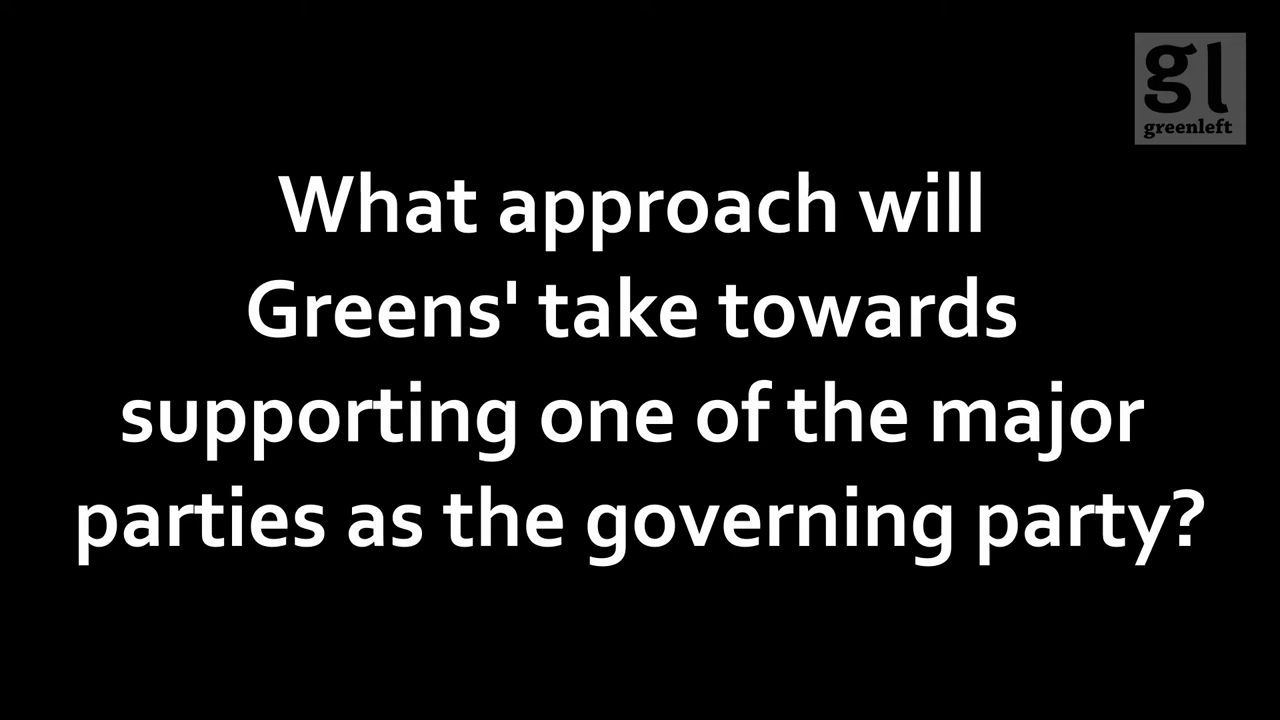 gl
greenleft
What approach will
Greens' take towards
supporting one of the major
parties as the governing party?